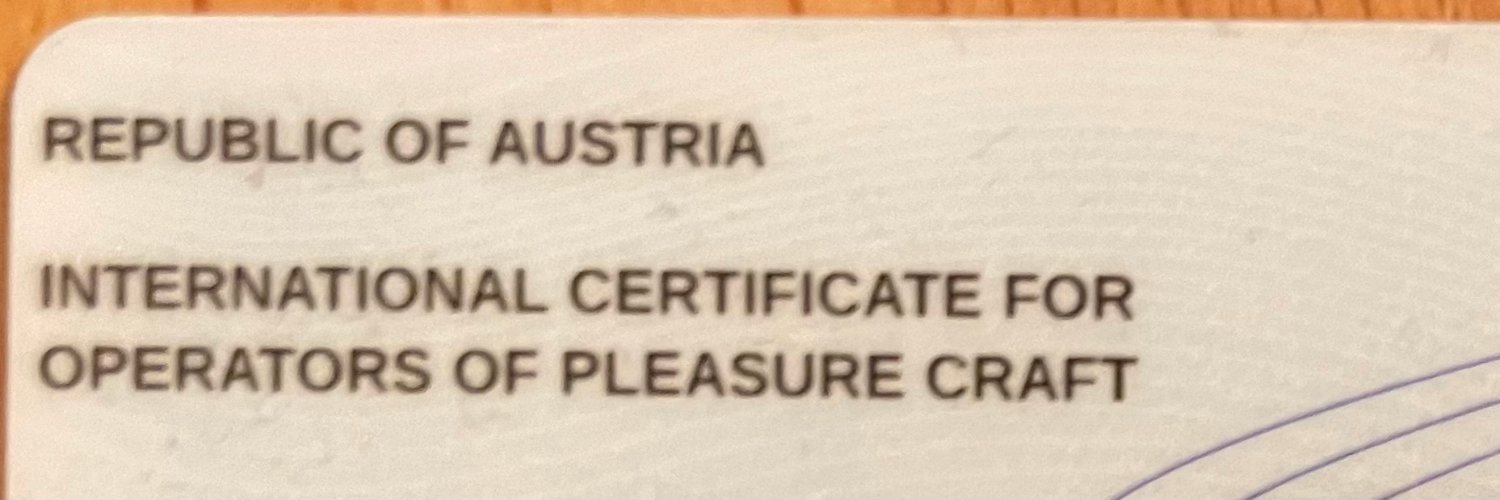 REPUBLIC OF AUSTRIA
INTERNATIONAL CERTIFICATE FOR
OPERATORS OF PLEASURE CRAFT